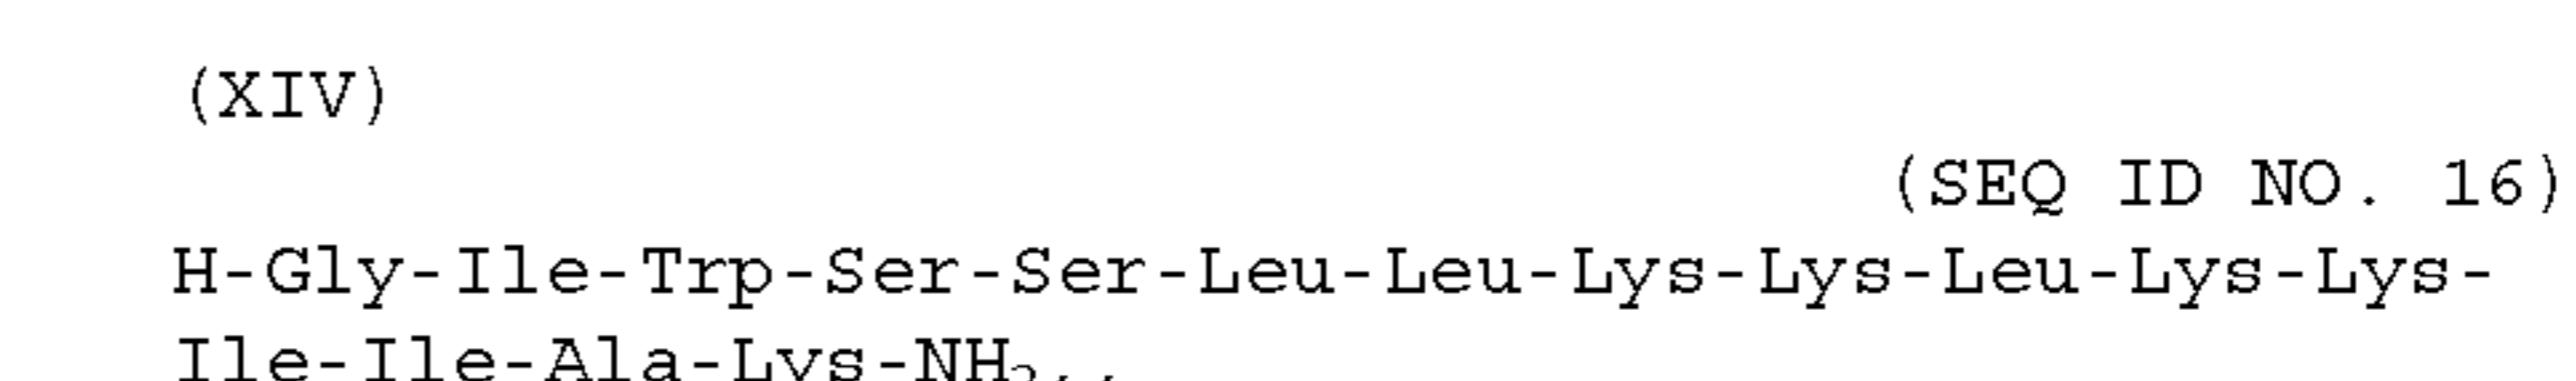 (XIV)
(SEQ ID NO. 16)
H-Gly-Ile-Trp-Ser-Ser-Leu-Leu-Lys-Lys-Leu-Lys-Lys-
Ile-Ile-Ala-Lys-NH₂,,